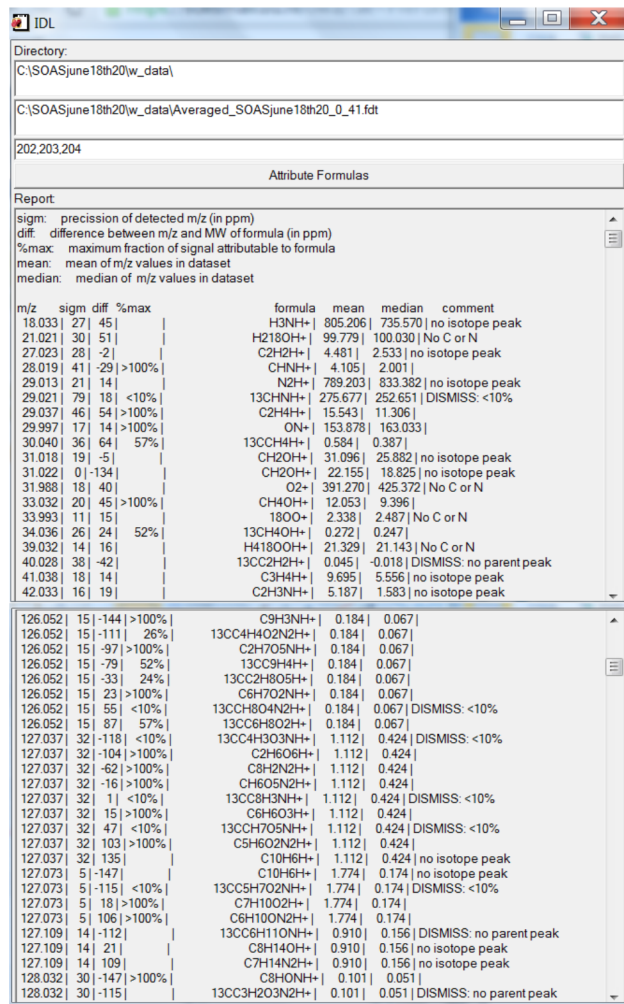 IDL
Directory:
C:\SOASjune18th20\w_data\
C:\SOASjune18th20\w_data\Averaged_SOASjune18th20_0_41.fdt
202,203,204
Attribute Formulas
Report:
sigm: precission of detected m/z (in ppm)
diff: difference between m/z and MW of formula (in ppm)
%max: maximum fraction of signal attributable to formula
mean: mean of m/z values in dataset
median: median of m/z values in dataset
m/z sigm diff %max formula mean median comment
18.033| 27| 45| | H3NH+| 805.206| 735.570| no isotope peak
21.021| 30| 51| | H218OH+| 99.779| 100.030| No C or N
27.023| 28| -2| | C2H2H+| 4.481| 2.533| no isotope peak
28.019| 41| -29|>100%| CHNH+| 4.105| 2.001|
29.013| 21| 14| | N2H+| 789.203| 833.382| no isotope peak
29.021| 79| 18| <10%| 13CHNH+| 275.677| 252.651| DISMISS: <10%
29.037| 46| 54|>100%| C2H4H+| 15.543| 11.306|
29.997| 17| 14|>100%| ON+| 153.878| 163.033|
30.040| 36| 64| 57%| 13CCH4H+| 0.584| 0.387|
31.018| 19| -5| | CH2OH+| 31.096| 25.882| no isotope peak
31.022| 0|-134| | CH2OH+| 22.155| 18.825| no isotope peak
31.988| 18| 40| | O2+| 391.270| 425.372| No C or N
33.032| 20| 45|>100%| CH4OH+| 12.053| 9.396|
33.993| 11| 15| | 18OO+| 2.338| 2.487| No C or N
34.036| 26| 24| 52%| 13CH4OH+| 0.272| 0.247|
39.032| 14| 16| | H418OOH+| 21.329| 21.143| No C or N
40.028| 38| -42| | 13CC2H2H+| 0.045| -0.018| DISMISS: no parent peak
41.038| 18| 14| | C3H4H+| 9.695| 5.556| no isotope peak
42.033| 16| 19| | C2H3NH+| 5.187| 1.583| no isotope peak
126.052| 15|-144|>100%| C9H3NH+| 0.184| 0.067|
126.052| 15|-111| 26%| 13CC4H4O2N2H+| 0.184| 0.067|
126.052| 15| -97|>100%| C2H7O5NH+| 0.184| 0.067|
126.052| 15| -79| 52%| 13CC9H4H+| 0.184| 0.067|
126.052| 15| -33| 24%| 13CC2H8O5H+| 0.184| 0.067|
126.052| 15| 23|>100%| C6H7O2NH+| 0.184| 0.067|
126.052| 15| 55| <10%| 13CCH8O4N2H+| 0.184| 0.067| DISMISS: <10%
126.052| 15| 87| 57%| 13CC6H8O2H+| 0.184| 0.067|
127.037| 32|-118| <10%| 13CC4H3O3NH+| 1.112| 0.424| DISMISS: <10%
127.037| 32|-104|>100%| C2H6O6H+| 1.112| 0.424|
127.037| 32| -62|>100%| C8H2N2H+| 1.112| 0.424|
127.037| 32| -16|>100%| CH6O5N2H+| 1.112| 0.424|
127.037| 32| 1| <10%| 13CC8H3NH+| 1.112| 0.424| DISMISS: <10%
127.037| 32| 15|>100%| C6H6O3H+| 1.112| 0.424|
127.037| 32| 47| <10%| 13CCH7O5NH+| 1.112| 0.424| DISMISS: <10%
127.037| 32| 103|>100%| C5H6O2N2H+| 1.112| 0.424|
127.037| 32| 135| | C10H6H+| 1.112| 0.424| no isotope peak
127.073| 5|-147| | C10H6H+| 1.774| 0.174| no isotope peak
127.073| 5|-115| <10%| 13CC5H7O2NH+| 1.774| 0.174| DISMISS: <10%
127.073| 5| 18|>100%| C7H10O2H+| 1.774| 0.174|
127.073| 5| 106|>100%| C6H10ON2H+| 1.774| 0.174|
127.109| 14|-112| | 13CC6H11ONH+| 0.910| 0.156| DISMISS: no parent peak
127.109| 14| 21| | C8H14OH+| 0.910| 0.156| no isotope peak
127.109| 14| 109| | C7H14N2H+| 0.910| 0.156| no isotope peak
128.032| 30|-147|>100%| C8HONH+| 0.101| 0.051|
128.032| 30|-115| | 13CC3H2O3N2H+| 0.101| 0.051| DISMISS: no parent peak